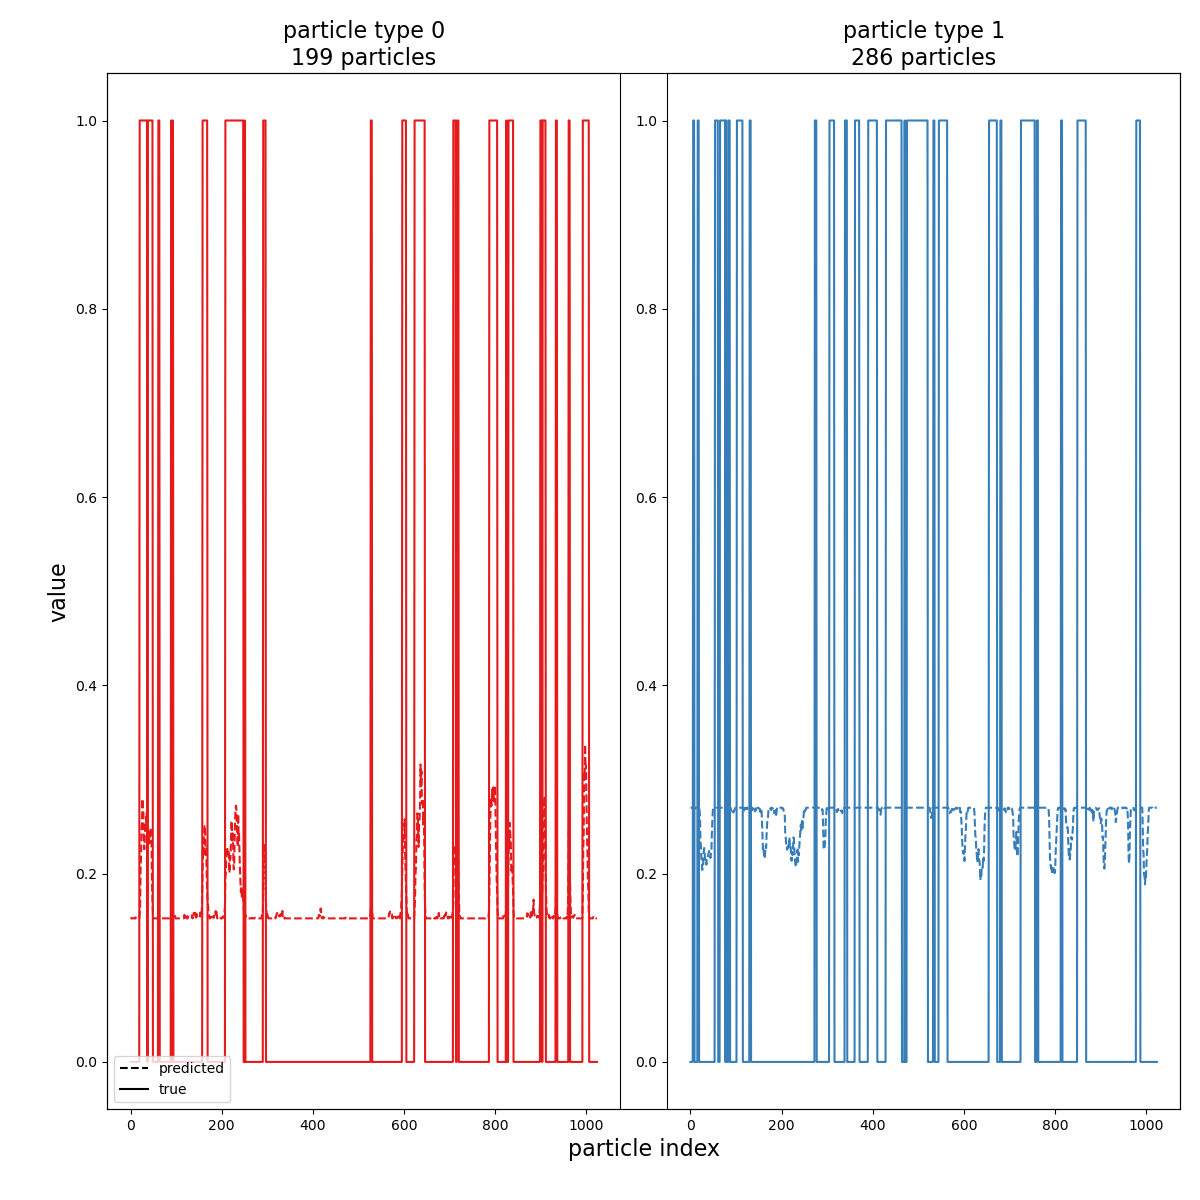 particle type 0
199 particles
particle type 1
286 particles
1.0
0.8
0.6
0.4
0.2
0.0
1.0
0.8
0.6
0.4
0.2
0.0
value
predicted
true
0 200 400 600 800 1000
0 200 400 600 800 1000
particle index